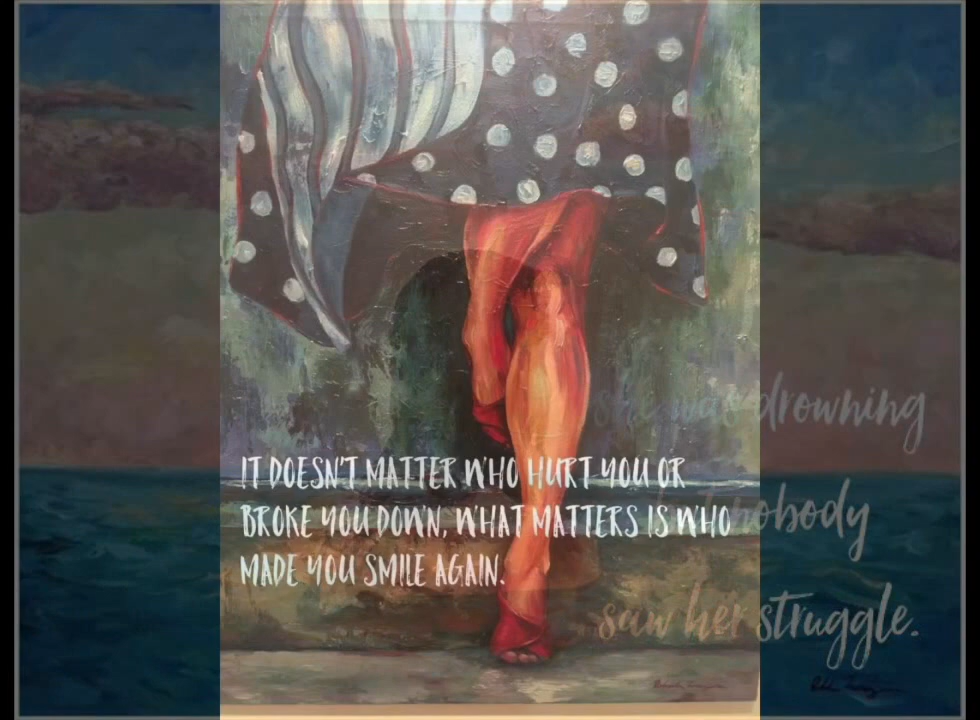 IT DOESN'T MATTER WHO HURT YOU OR
BROKE YOU DOWN, WHAT MATTERS IS WHO
MADE YOU SMILE AGAIN.
she was drowning
but nobody
saw her struggle.